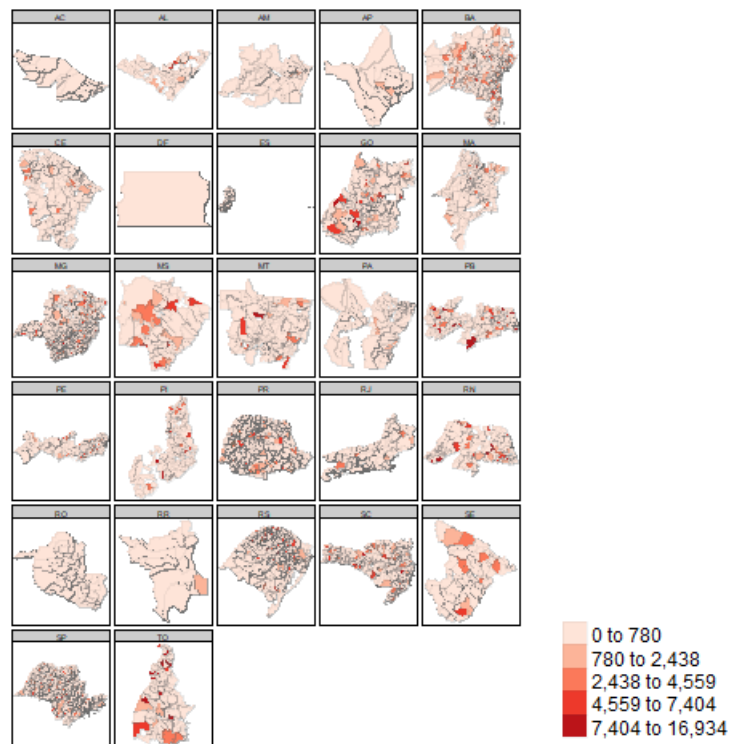 AC AL AM AP BA
CE DF ES GO MA
MG MS MT PA PB
PE PI PR RJ RN
RO RR RS SC SE
SP TO
0 to 780
780 to 2,438
2,438 to 4,559
4,559 to 7,404
7,404 to 16,934